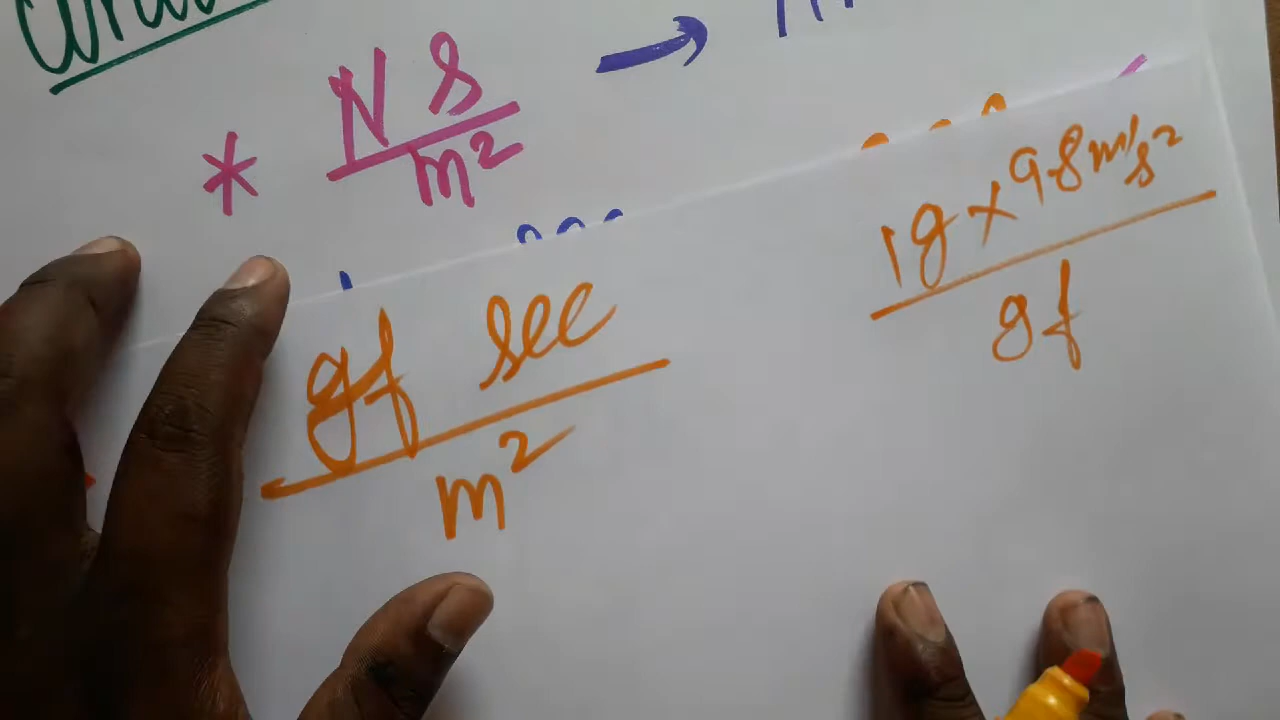 * N s / m²
1g × 9.8 m/s² / gf
gf sec / m²